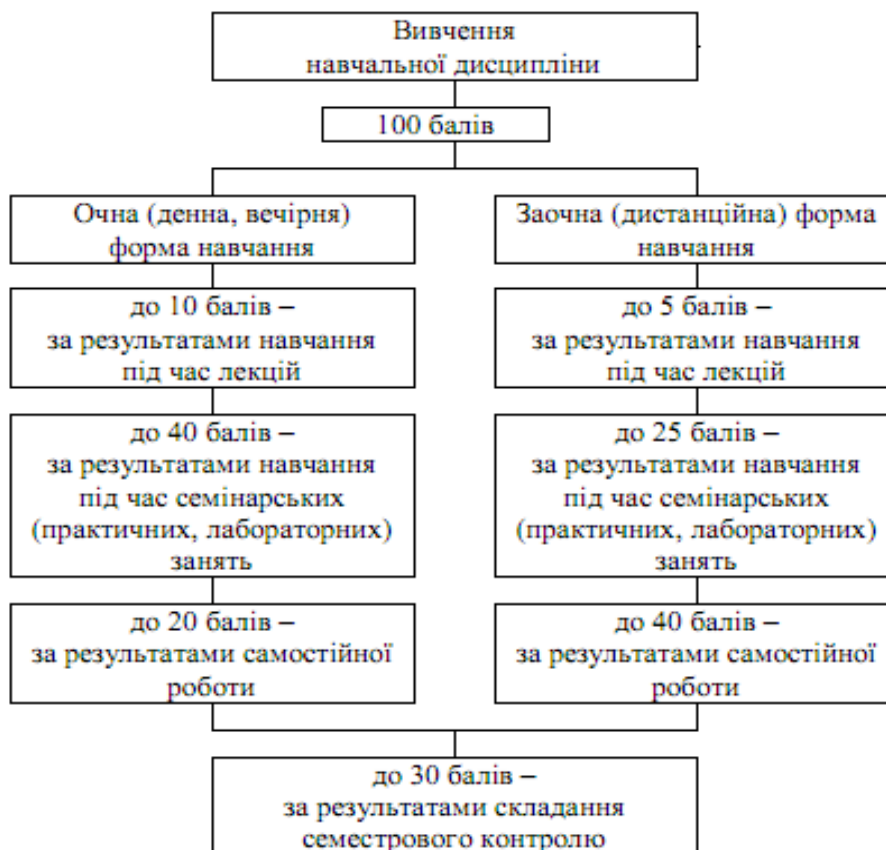 Вивчення
навчальної дисципліни
100 балів
Очна (денна, вечірня)
форма навчання
до 10 балів –
за результатами навчання
під час лекцій
до 40 балів –
за результатами навчання
під час семінарських
(практичних, лабораторних)
занять
до 20 балів –
за результатами самостійної
роботи
Заочна (дистанційна) форма
навчання
до 5 балів –
за результатами навчання
під час лекцій
до 25 балів –
за результатами навчання
під час семінарських
(практичних, лабораторних)
занять
до 40 балів –
за результатами самостійної
роботи
до 30 балів –
за результатами складання
семестрового контролю